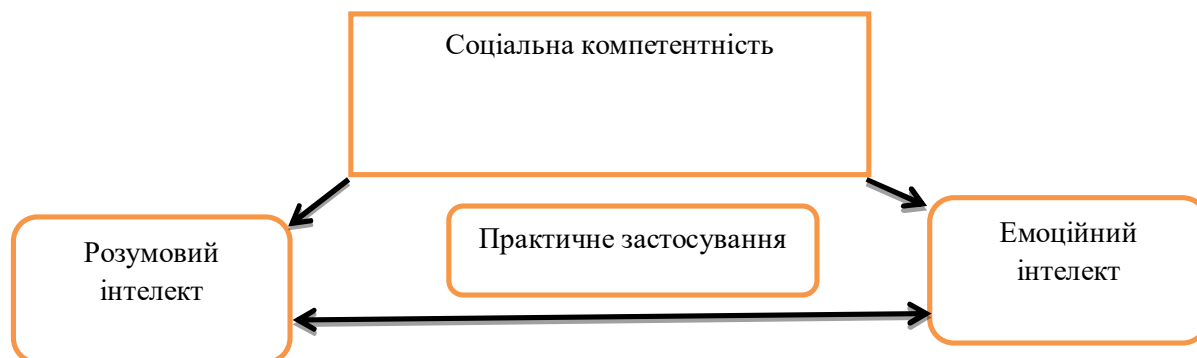 Соціальна компетентність
Розумовий
інтелект
Практичне застосування
Емоційний
інтелект